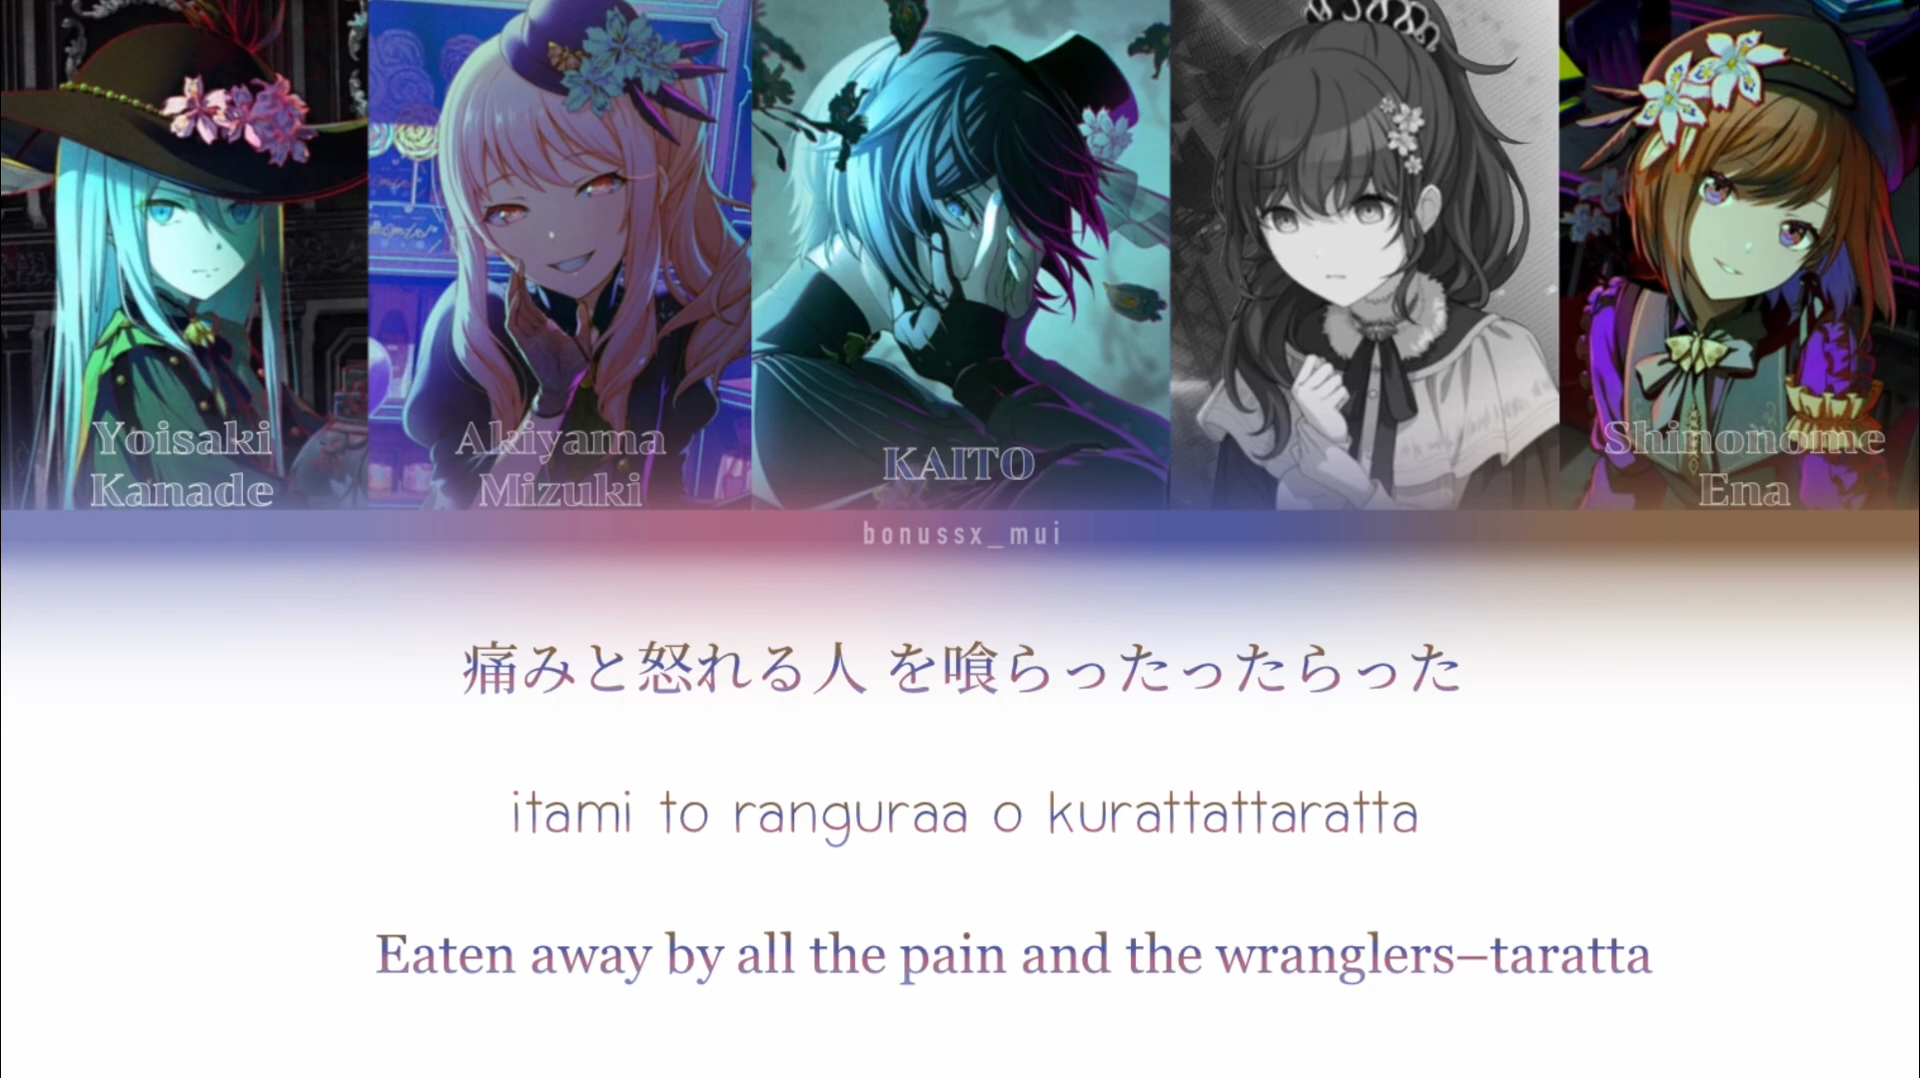 Yoisaki
Kanade
Akiyama
Mizuki
KAITO
Shinonome
Ena
bonussx_mui
痛みと怒れる人 を喰らったったらった
itami to ranguraa o kurattattaratta
Eaten away by all the pain and the wranglers–taratta